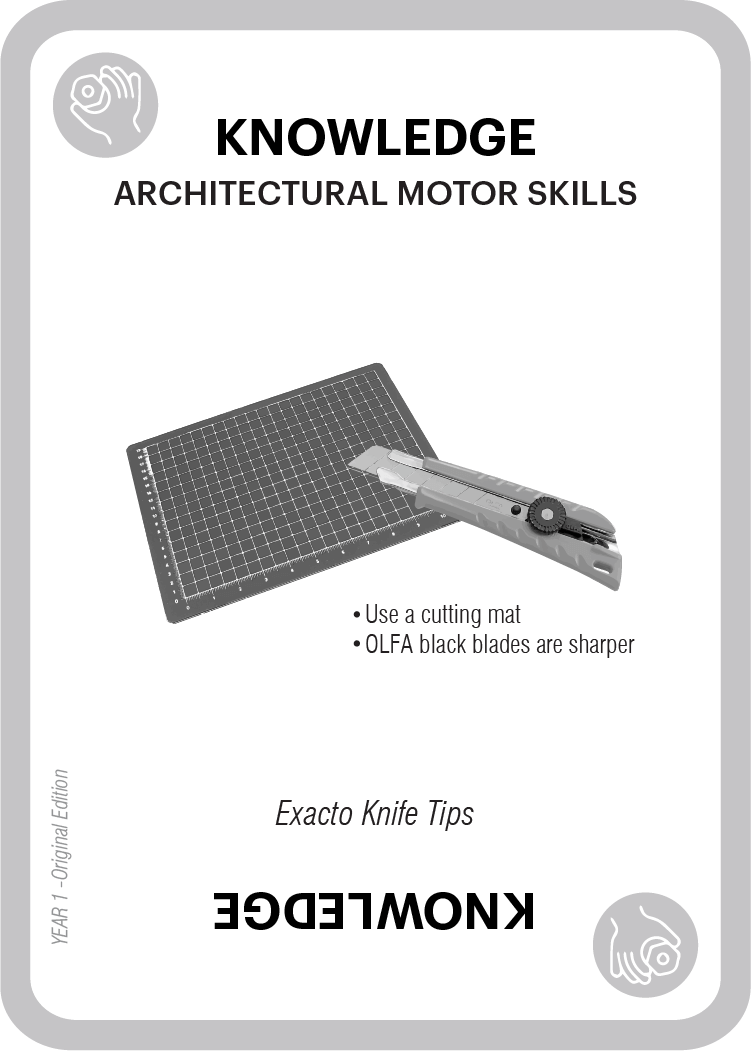 KNOWLEDGE
ARCHITECTURAL MOTOR SKILLS
• Use a cutting mat
• OLFA black blades are sharper
Exacto Knife Tips
YEAR 1 -Original Edition
KNOWLEDGE